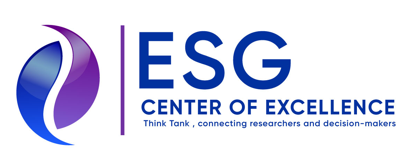 ESG
CENTER OF EXCELLENCE
Think Tank , connecting researchers and decision-makers